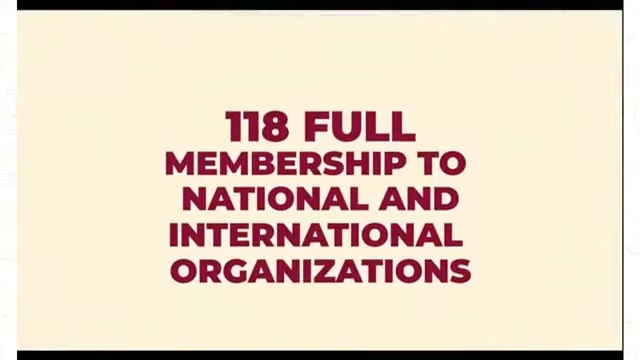 118 FULL
MEMBERSHIP TO
NATIONAL AND
INTERNATIONAL
ORGANIZATIONS